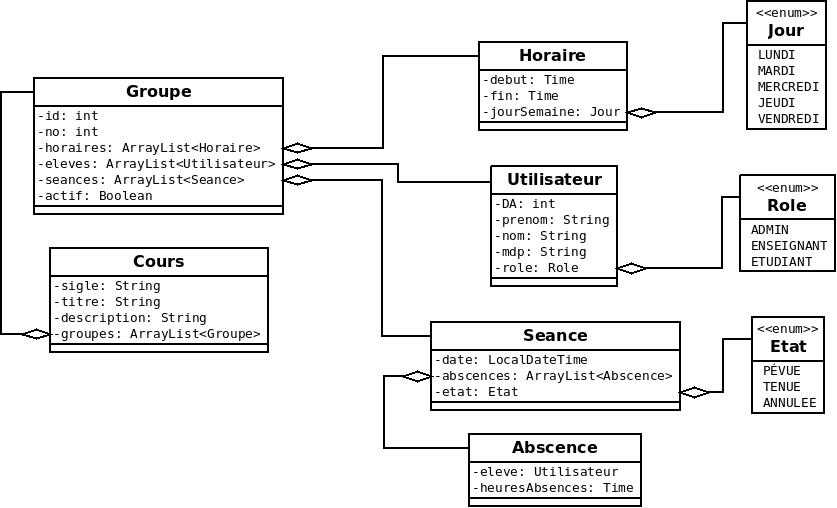 Groupe
-id: int
-no: int
-horaires: ArrayList<Horaire>
-eleves: ArrayList<Utilisateur>
-seances: ArrayList<Seance>
-actif: Boolean
Cours
-sigle: String
-titre: String
-description: String
-groupes: ArrayList<Groupe>
Horaire
-debut: Time
-fin: Time
-jourSemaine: Jour
<<enum>>
Jour
LUNDI
MARDI
MERCREDI
JEUDI
VENDREDI
Utilisateur
-DA: int
-prenom: String
-nom: String
-mdp: String
-role: Role
<<enum>>
Role
ADMIN
ENSEIGNANT
ETUDIANT
Seance
-date: LocalDateTime
-abscences: ArrayList<Abscence>
-etat: Etat
<<enum>>
Etat
PÉVUE
TENUE
ANNULEE
Abscence
-eleve: Utilisateur
-heuresAbsences: Time